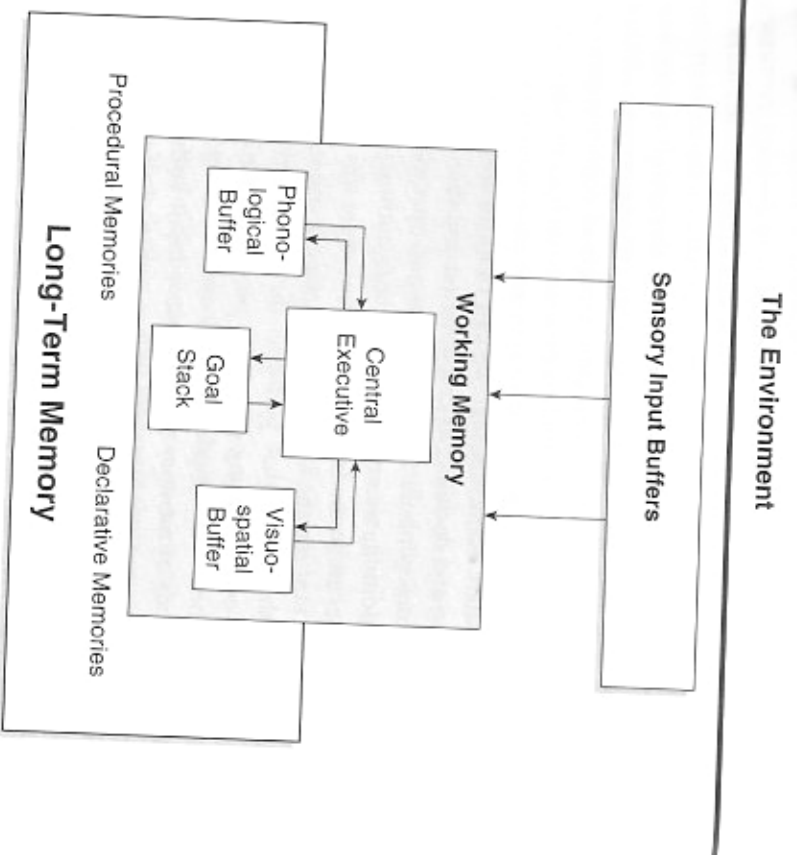 The Environment
Sensory Input Buffers
Working Memory
Central
Executive
Phono-
logical
Buffer
Goal
Stack
Visuo-
spatial
Buffer
Procedural Memories
Declarative Memories
Long-Term Memory